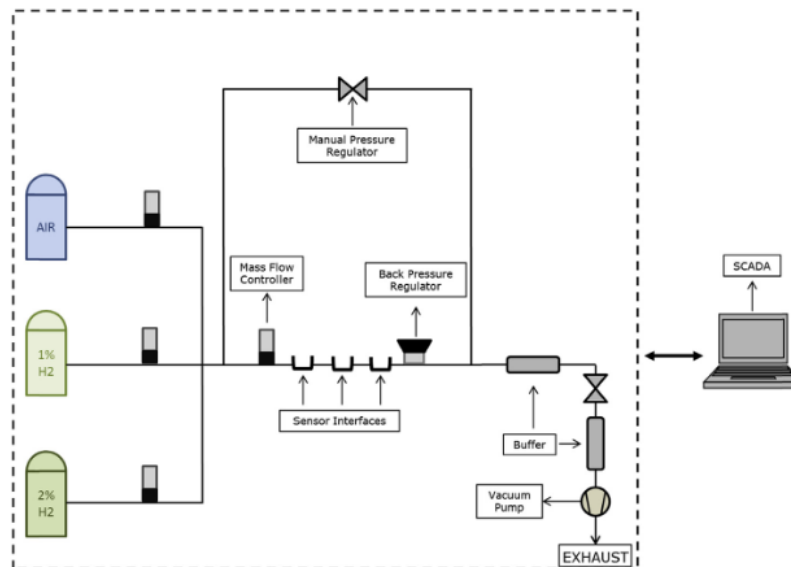 Manual Pressure
Regulator
AIR
Mass Flow
Controller
Back Pressure
Regulator
SCADA
1%
H2
Sensor Interfaces
Buffer
2%
H2
Vacuum
Pump
EXHAUST